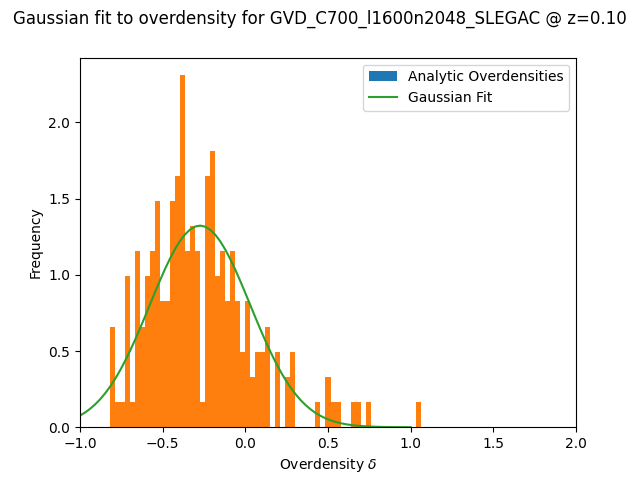 Gaussian fit to overdensity for GVD_C700_l1600n2048_SLEGAC @ z=0.10
Analytic Overdensities
Gaussian Fit
Frequency
2.0
1.5
1.0
0.5
0.0
−1.0 −0.5 0.0 0.5 1.0 1.5 2.0
Overdensity δ